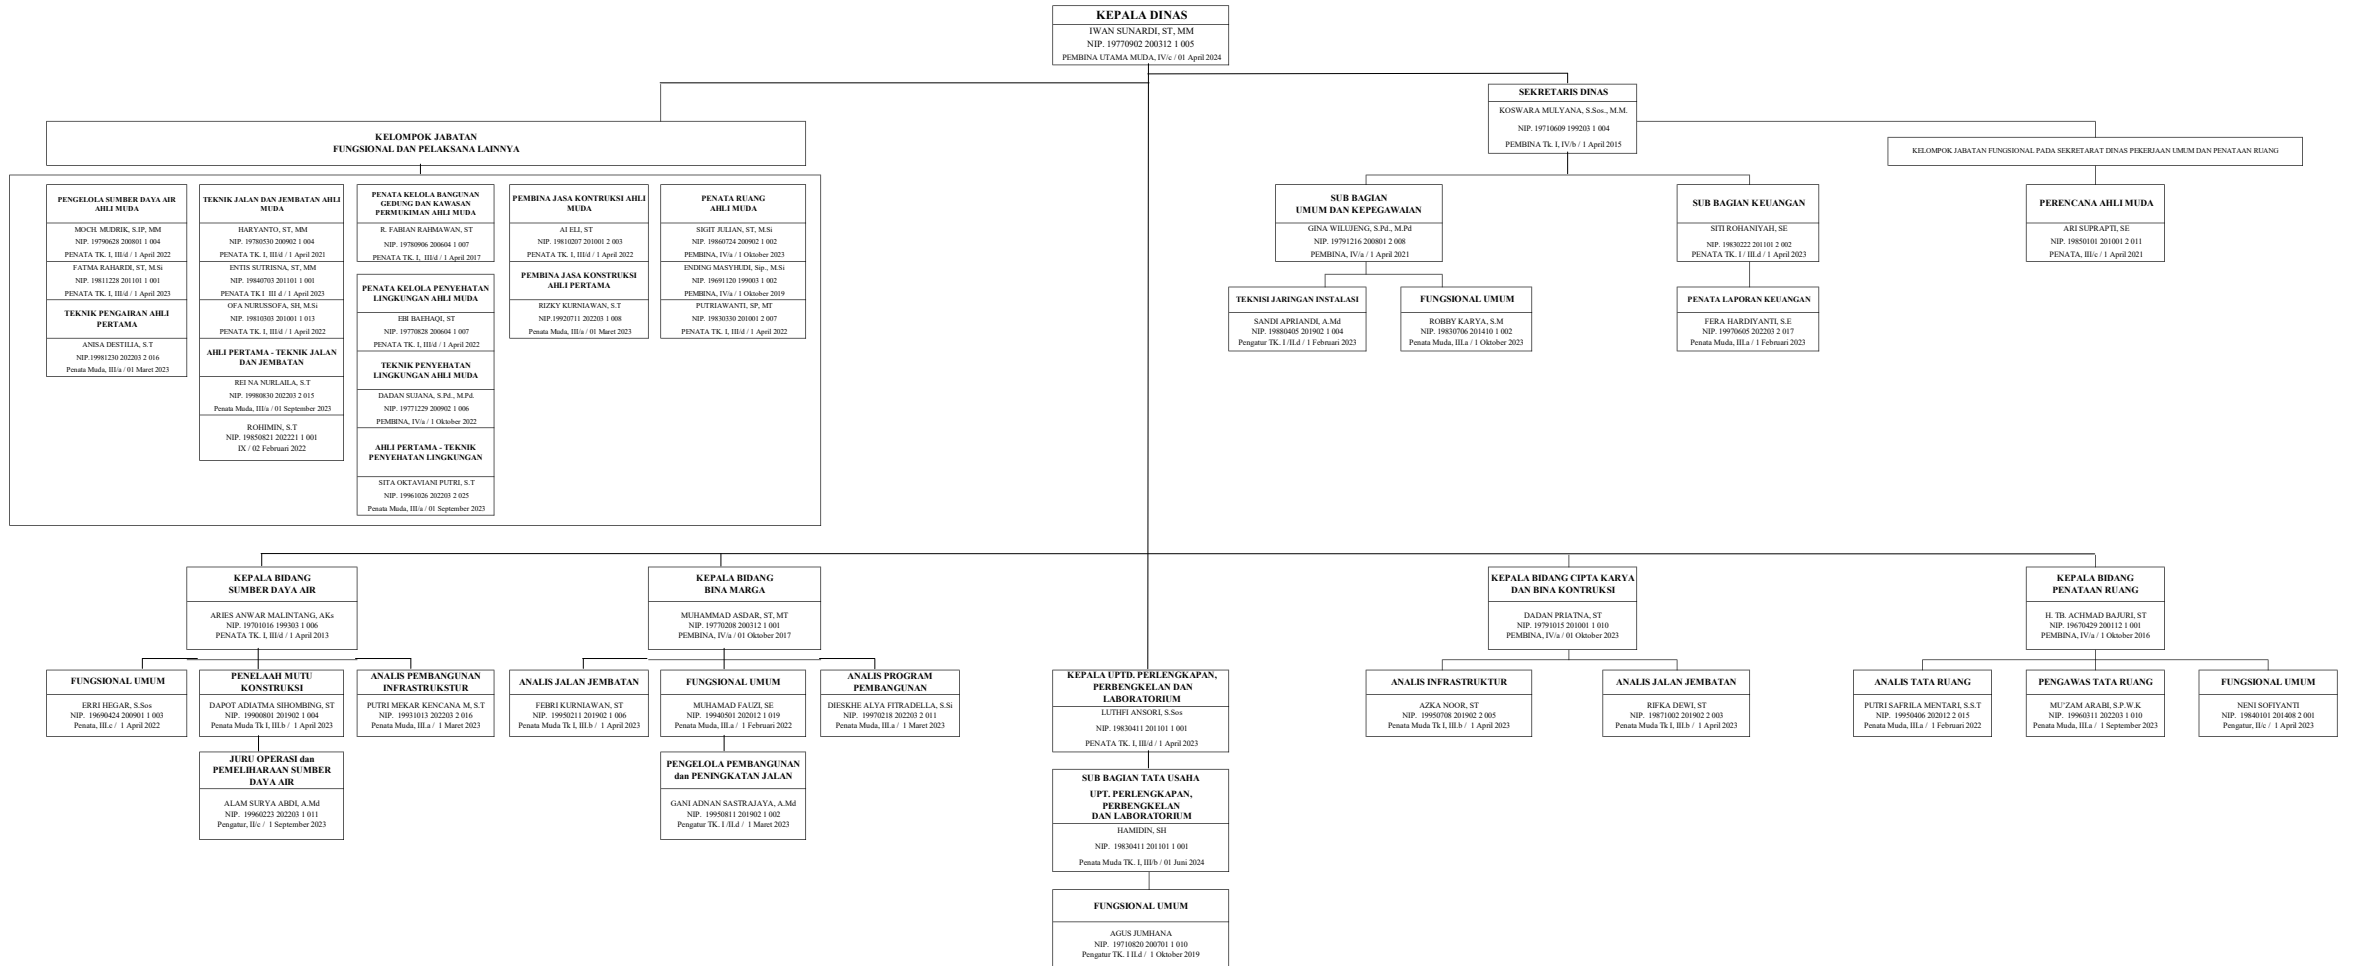 KEPALA DINAS
IWAN SUNARDI, ST, MM
NIP. 19770902 200312 1 005
PEMBINA UTAMA MUDA, IV/c / 01 April 2024
SEKRETARIS DINAS
KOSWARA MULYANA, S.Sos., M.M.
NIP. 19710609 199203 1 004
PEMBINA Tk. I, IV/b / 1 April 2015
KELOMPOK JABATAN
FUNGSIONAL DAN PELAKSANA LAINNYA
KELOMPOK JABATAN FUNGSIONAL PADA SEKRETARAT DINAS PEKERJAAN UMUM DAN PENATAAN RUANG
PENGELOLA SUMBER DAYA AIR
AHLI MUDA
MOCH. MUDRIK, S.IP, MM
NIP. 19790628 200801 1 004
PENATA TK. I, III/d / 1 April 2022
FATMA RAHARDI, ST, M.Si
NIP. 19811228 201101 1 001
PENATA TK. I, III/d / 1 April 2023
TEKNIK PENGAIRAN AHLI
PERTAMA
ANISA DESTILIA, S.T
NIP.19981230 202203 2 016
Penata Muda, III/a / 01 Maret 2023
TEKNIK JALAN DAN JEMBATAN AHLI
MUDA
HARYANTO, ST, MM
NIP. 19780530 200902 1 004
PENATA TK. I, III/d / 1 April 2021
ENTIS SUTRISNA, ST, MM
NIP. 19840703 201101 1 001
PENATA TK I III d / 1 April 2023
OFA NURUSSOFA, SH, M.Si
NIP. 19810303 201001 1 013
PENATA TK. I, III/d / 1 April 2022
AHLI PERTAMA - TEKNIK JALAN
DAN JEMBATAN
REI NA NURLAILA, S.T
NIP. 19980830 202203 2 015
Penata Muda, III/a / 01 September 2023
ROHIMIN, S.T
NIP. 19850821 202221 1 001
IX / 02 Februari 2022
PENATA KELOLA BANGUNAN
GEDUNG DAN KAWASAN
PERMUKIMAN AHLI MUDA
R. FABIAN RAHMAWAN, ST
NIP. 19780906 200604 1 007
PENATA TK. I, III/d / 1 April 2017
PENATA KELOLA PENYEHATAN
LINGKUNGAN AHLI MUDA
EBI BAEHAQI, ST
NIP. 19770828 200604 1 007
PENATA TK. I, III/d / 1 April 2022
TEKNIK PENYEHATAN
LINGKUNGAN AHLI MUDA
DADAN SUJANA, S.Pd., M.Pd.
NIP. 19771229 200902 1 006
PEMBINA, IV/a / 1 Oktober 2022
AHLI PERTAMA - TEKNIK
PENYEHATAN LINGKUNGAN
SITA OKTAVIANI PUTRI, S.T
NIP. 19961026 202203 2 025
Penata Muda, III/a / 01 September 2023
PEMBINA JASA KONTRUKSI AHLI
MUDA
AI ELI, ST
NIP. 19810207 201001 2 003
PENATA TK. I, III/d / 1 April 2022
PEMBINA JASA KONSTRUKSI
AHLI PERTAMA
RIZKY KURNIAWAN, S.T
NIP.19920711 202203 1 008
Penata Muda, III/a / 01 Maret 2023
PENATA RUANG
AHLI MUDA
SIGIT JULIAN, ST, M.Si
NIP. 19860724 200902 1 002
PEMBINA, IV/a / 1 Oktober 2023
ENDING MASYHUDI, Sip., M.Si
NIP. 19691120 199003 1 002
PEMBINA, IV/a / 1 Oktober 2019
PUTRIAWANTI, SP, MT
NIP. 19830330 201001 2 007
PENATA TK. I, III/d / 1 April 2022
SUB BAGIAN
UMUM DAN KEPEGAWAIAN
GINA WILUJENG, S.Pd., M.Pd
NIP. 19791216 200801 2 008
PEMBINA, IV/a / 1 April 2021
TEKNISI JARINGAN INSTALASI
SANDI APRIANDI, A.Md
NIP. 19880405 201902 1 004
Pengatur TK. I /II.d / 1 Februari 2023
FUNGSIONAL UMUM
ROBBY KARYA, S.M
NIP. 19830706 201410 1 002
Penata Muda, III.a / 1 Oktober 2023
SUB BAGIAN KEUANGAN
SITI ROHANIYAH, SE
NIP. 19830222 201101 2 002
PENATA TK. I / III.d / 1 April 2023
PENATA LAPORAN KEUANGAN
FERA HARDIYANTI, S.E
NIP. 19970605 202203 2 017
Penata Muda, III.a / 1 Februari 2023
PERENCANA AHLI MUDA
ARI SUPRAPTI, SE
NIP. 19850101 201001 2 011
PENATA, III/c / 1 April 2021
KEPALA BIDANG
SUMBER DAYA AIR
ARIES ANWAR MALINTANG, AKs
NIP. 19701016 199303 1 006
PENATA TK. I, III/d / 1 April 2013
FUNGSIONAL UMUM
ERRI HEGAR, S.Sos
NIP. 19690424 200901 1 003
Penata, III.c / 1 April 2022
PENELAAH MUTU
KONSTRUKSI
DAPOT ADIATMA SIHOMBING, ST
NIP. 19900801 201902 1 004
Penata Muda Tk I, III.b / 1 April 2023
ANALIS PEMBANGUNAN
INFRASTRUKSTUR
PUTRI MEKAR KENCANA M, S.T
NIP. 19931013 202203 2 016
Penata Muda, III.a / 1 Maret 2023
JURU OPERASI dan
PEMELIHARAAN SUMBER
DAYA AIR
ALAM SURYA ABDI, A.Md
NIP. 19960223 202203 1 011
Pengatur, II/c / 1 September 2023
KEPALA BIDANG
BINA MARGA
MUHAMMAD ASDAR, ST, MT
NIP. 19770208 200312 1 001
PEMBINA, IV/a / 01 Oktober 2017
ANALIS JALAN JEMBATAN
FEBRI KURNIAWAN, ST
NIP. 19950211 201902 1 006
Penata Muda Tk I, III.b / 1 April 2023
FUNGSIONAL UMUM
MUHAMAD FAUZI, SE
NIP. 19940501 202012 1 019
Penata Muda, III.a / 1 Februari 2022
ANALIS PROGRAM
PEMBANGUNAN
DIESKHE ALYA FITRADELLA, S.Si
NIP. 19970218 202203 2 011
Penata Muda, III.a / 1 Maret 2023
PENGELOLA PEMBANGUNAN
dan PENINGKATAN JALAN
GANI ADNAN SASTRAJAYA, A.Md
NIP. 19950811 201902 1 002
Pengatur TK. I /II.d / 1 Maret 2023
KEPALA UPTD. PERLENGKAPAN,
PERBENGKELAN DAN
LABORATORIUM
LUTHFI ANSORI, S.Sos
NIP. 19830411 201101 1 001
PENATA TK. I, III/d / 1 April 2023
SUB BAGIAN TATA USAHA
UPT. PERLENGKAPAN,
PERBENGKELAN
DAN LABORATORIUM
HAMIDIN, SH
NIP. 19830411 201101 1 001
Penata Muda TK. I, III/b / 01 Juni 2024
FUNGSIONAL UMUM
AGUS JUMHANA
NIP. 19710820 200701 1 010
Pengatur TK. I II.d / 1 Oktober 2019
KEPALA BIDANG CIPTA KARYA
DAN BINA KONTRUKSI
DADAN PRIATNA, ST
NIP. 19791015 201001 1 010
PEMBINA, IV/a / 01 Oktober 2023
ANALIS INFRASTRUKTUR
AZKA NOOR, ST
NIP. 19950708 201902 2 005
Penata Muda Tk I, III.b / 1 April 2023
ANALIS JALAN JEMBATAN
RIFKA DEWI, ST
NIP. 19871002 201902 2 003
Penata Muda Tk I, III.b / 1 April 2023
KEPALA BIDANG
PENATAAN RUANG
H. TB. ACHMAD BAJURI, ST
NIP. 19670429 200112 1 001
PEMBINA, IV/a / 1 Oktober 2016
ANALIS TATA RUANG
PUTRI SAFRILA MENTARI, S.S.T
NIP. 19950406 202012 2 015
Penata Muda, III.a / 1 Februari 2022
PENGAWAS TATA RUANG
MU'ZAM ARABI, S.P.W.K
NIP. 19960311 202203 1 010
Penata Muda, III.a / 1 September 2023
FUNGSIONAL UMUM
NENI SOFIYANTI
NIP. 19840101 201408 2 001
Pengatur, II/c / 1 April 2023